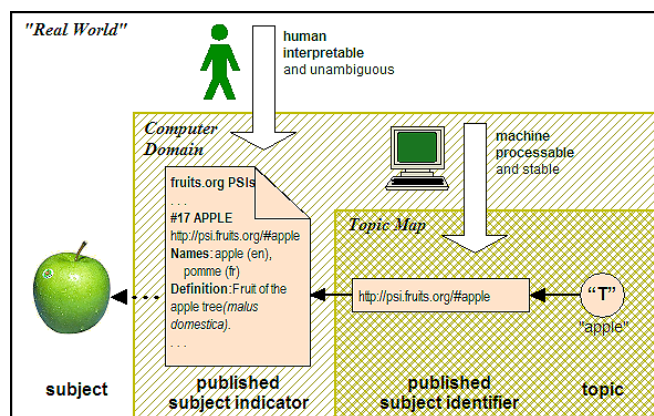 "Real World"
human
interpretable
and unambiguous
Computer
Domain
machine
processable
and stable
fruits.org PSIs
. . .
#17 APPLE
http://psi.fruits.org/#apple
Names: apple (en),
pomme (fr)
Definition: Fruit of the
apple tree(malus
domestica).
. . .
Topic Map
http://psi.fruits.org/#apple
"T"
"apple"
subject
published
subject indicator
published
subject identifier
topic